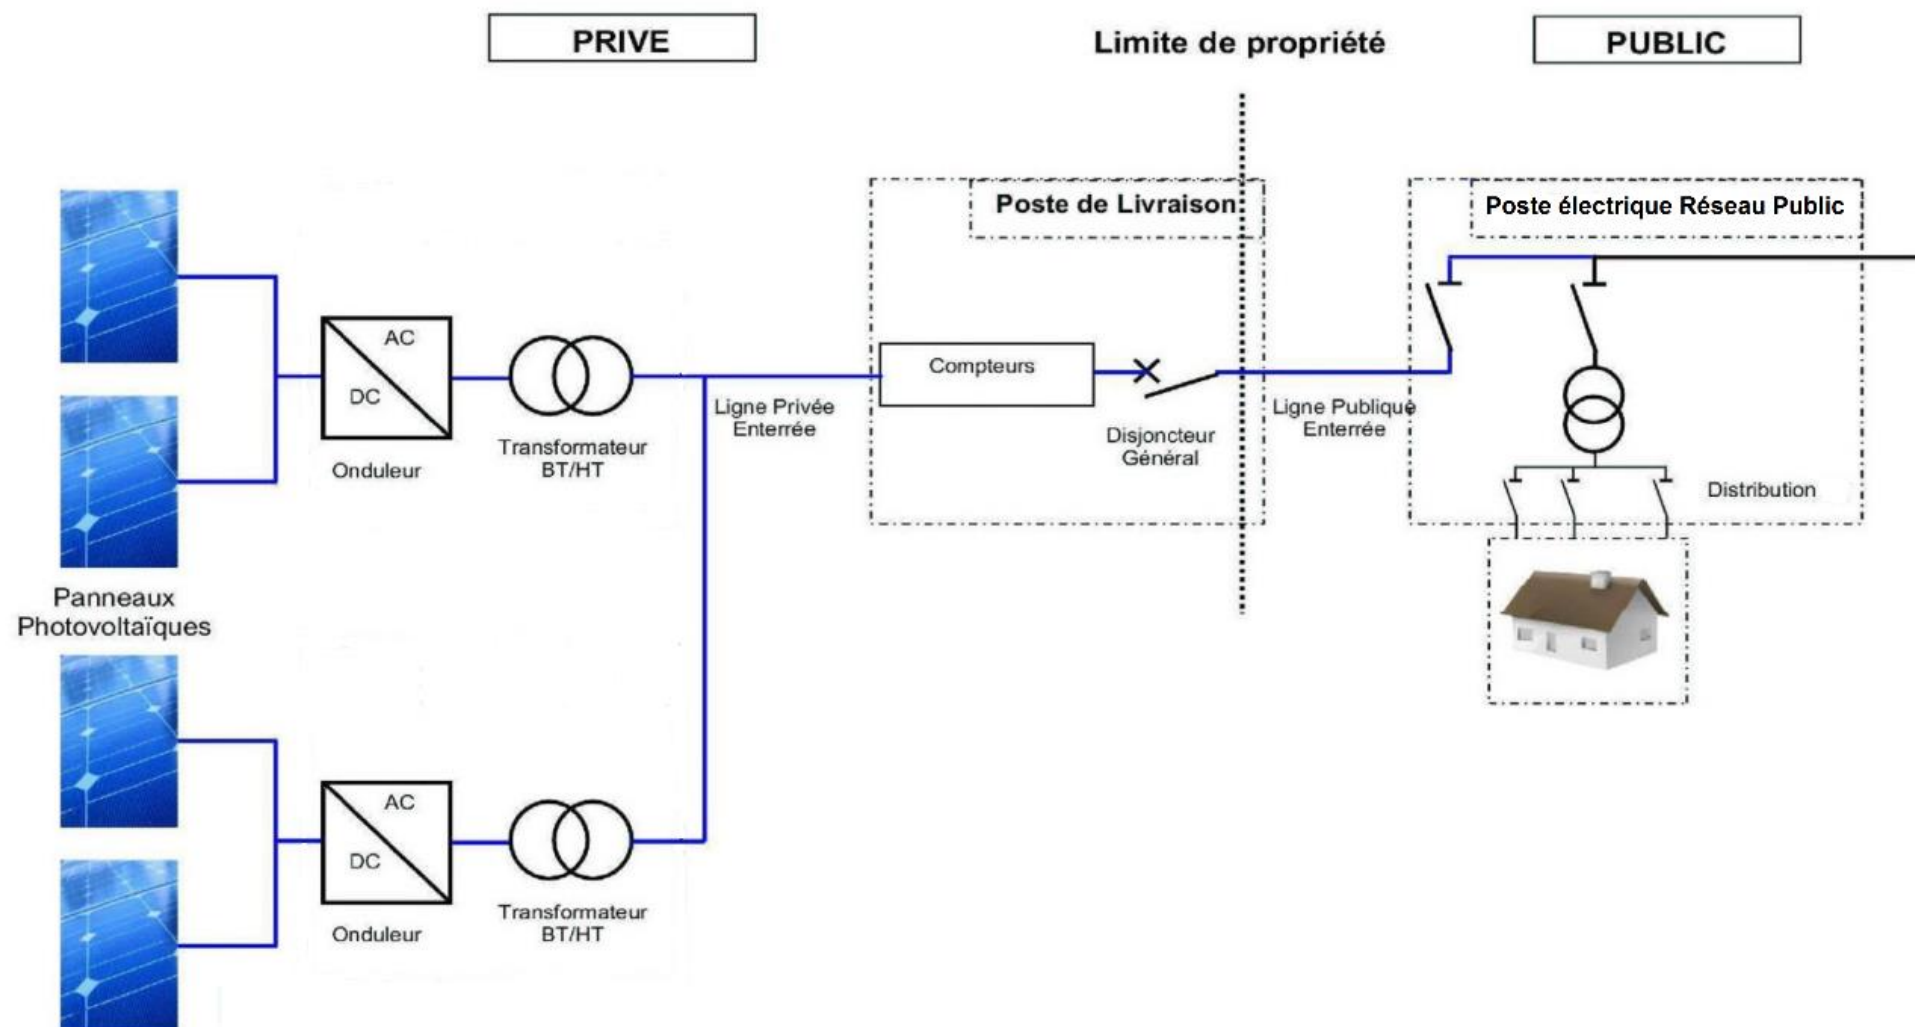 PRIVE
Limite de propriété
PUBLIC
Poste de Livraison
Poste électrique Réseau Public
AC
DC
Onduleur
Transformateur
BT/HT
Ligne Privée
Enterrée
Compteurs
Disjoncteur
Général
Ligne Publique
Enterrée
Distribution
Panneaux
Photovoltaïques
AC
DC
Onduleur
Transformateur
BT/HT